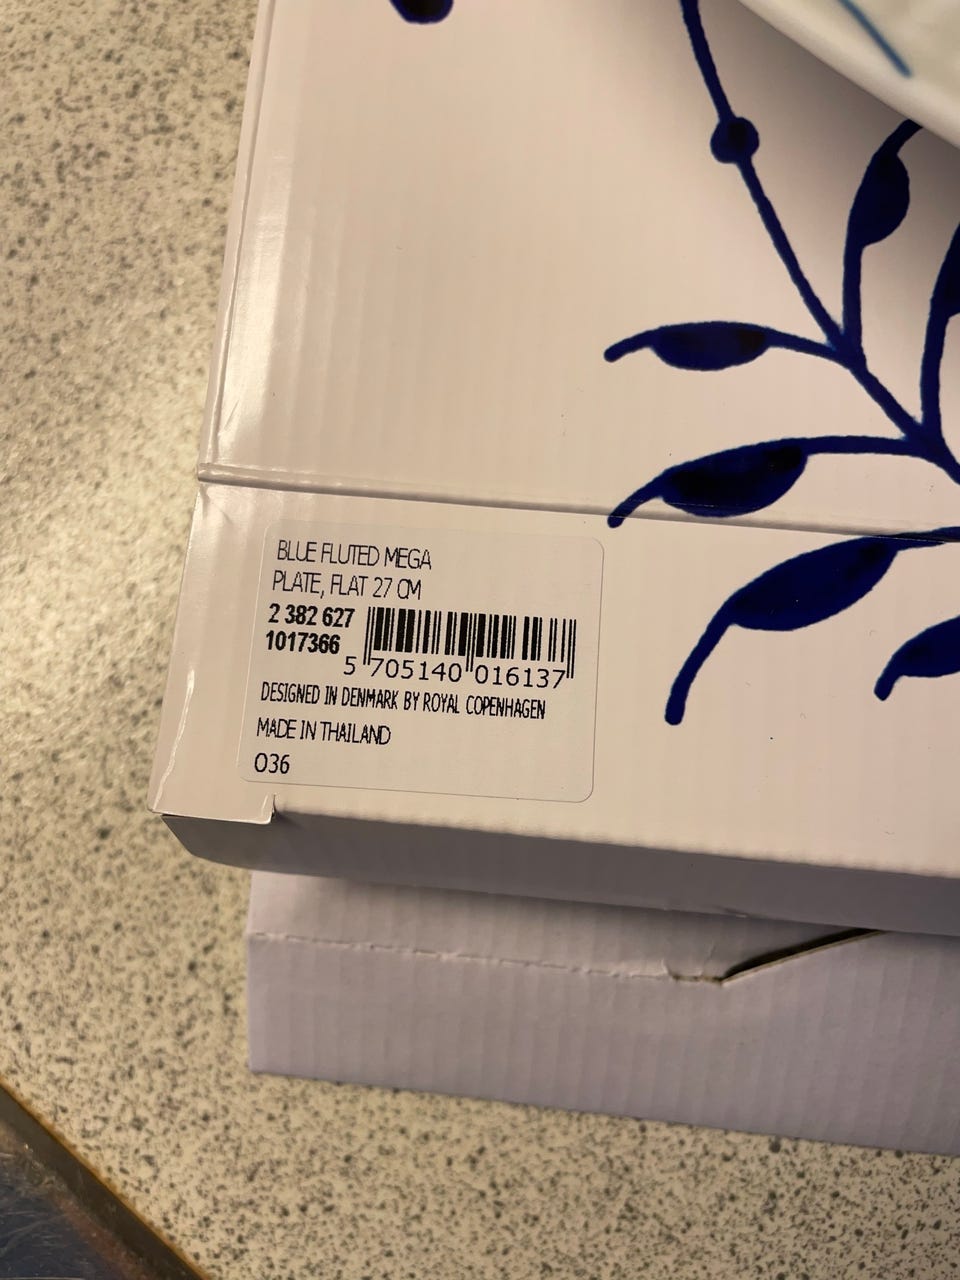 BLUE FLUTED MEGA
PLATE, FLAT 27 CM
2 382 627
1017366
5 705140 016137
DESIGNED IN DENMARK BY ROYAL COPENHAGEN
MADE IN THAILAND
036